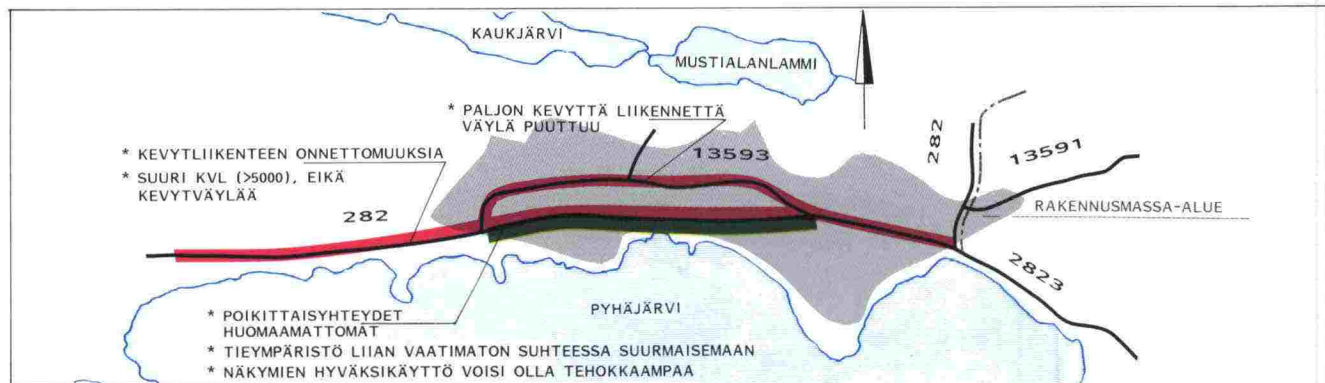 KAUKJÄRVI
MUSTIALANLAMMI
* PALJON KEVYTTÄ LIIKENNETTÄ
VÄYLÄ PUUTTUU
* KEVYTLIIKENTEEN ONNETTOMUUKSIA
* SUURI KVL (>5000), EIKÄ
KEVYTVÄYLÄÄ
282
13593
282
13591
RAKENNUSMASSA-ALUE
2823
PYHÄJÄRVI
* POIKITTAISYHTEYDET
HUOMAAMATTOMAT
* TIEYMPÄRISTÖ LIIAN VAATIMATON SUHTEESSA SUURMAISEMAAN
* NÄKYMIEN HYVÄKSIKÄYTTÖ VOISI OLLA TEHOKKAAMPAA